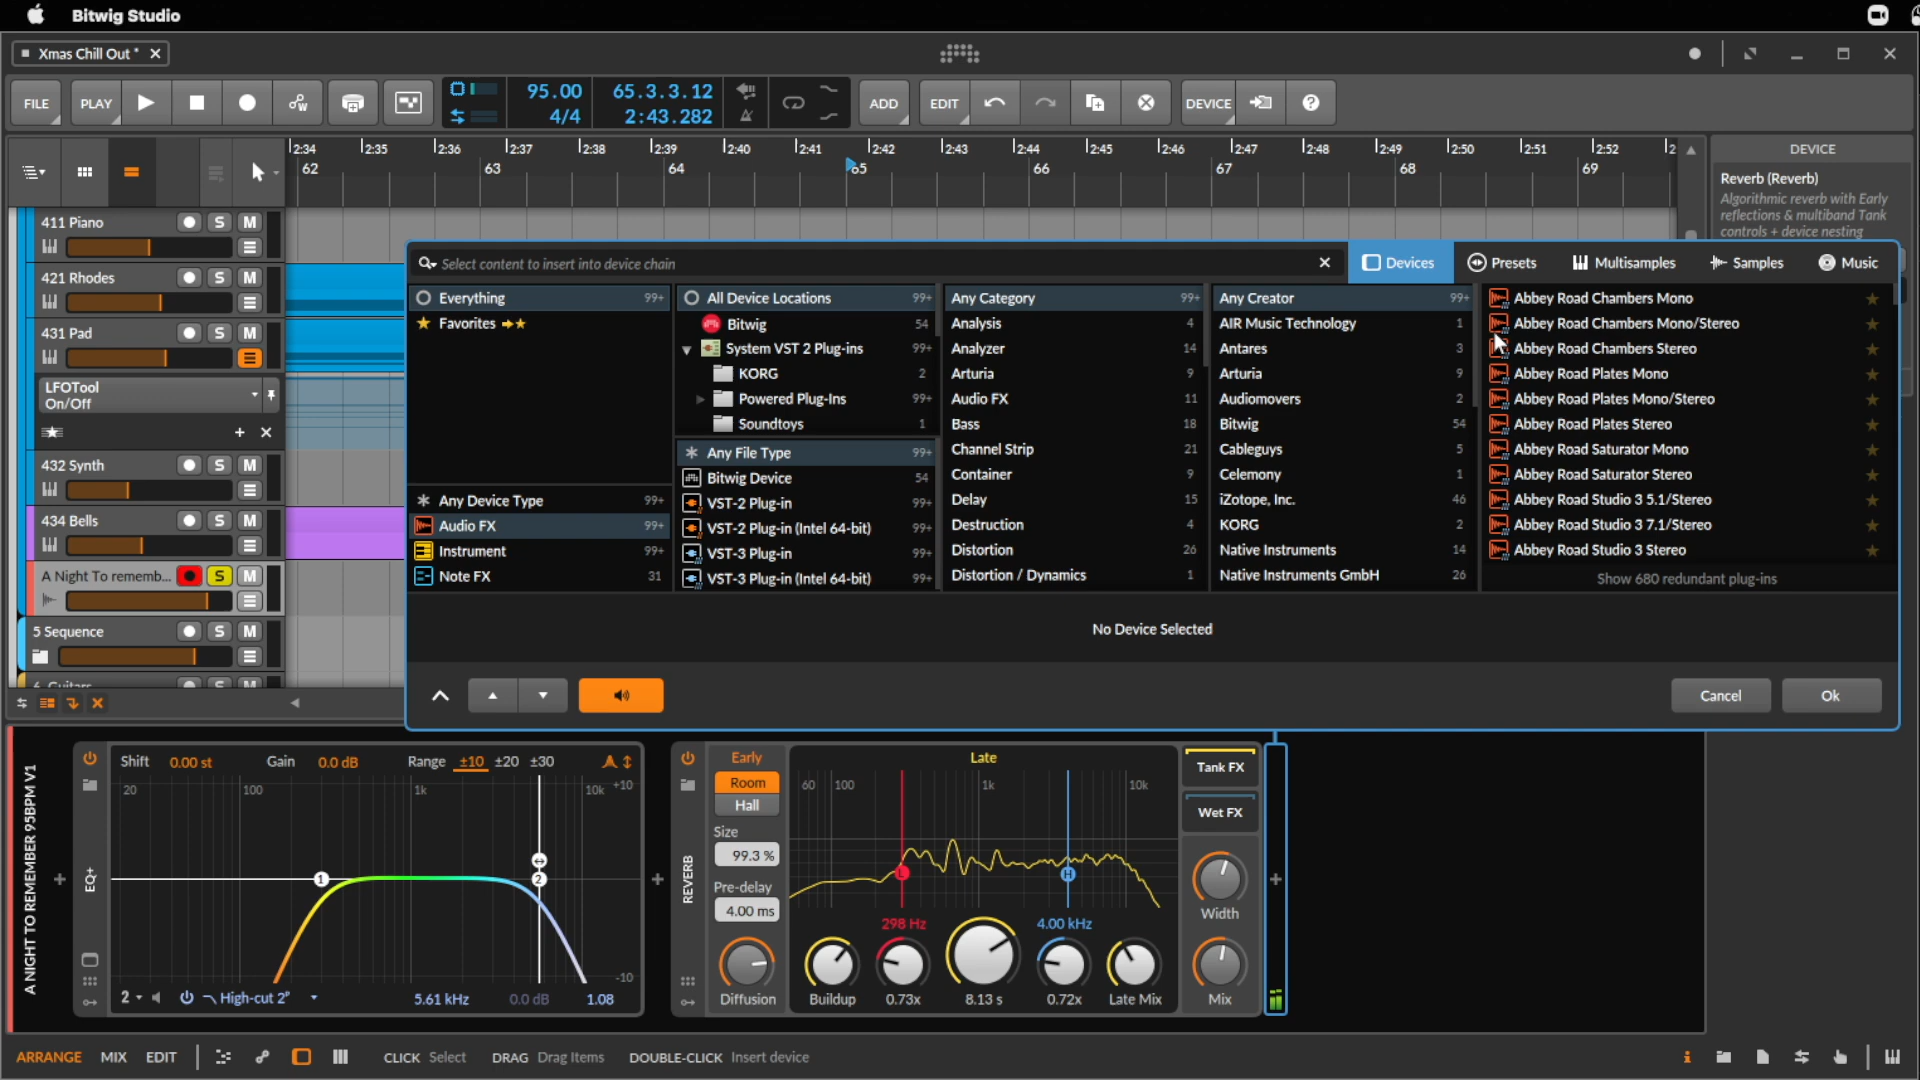 Bitwig Studio
Xmas Chill Out *
FILE PLAY 95.00 4/4 65.3.3.12 2:43.282 ADD EDIT DEVICE
2:34 2:35 2:36 2:37 2:38 2:39 2:40 2:41 2:42 2:43 2:44 2:45 2:46 2:47 2:48 2:49 2:50 2:51 2:52
62 63 64 65 66 67 68 69
DEVICE
Reverb (Reverb)
Algorithmic reverb with Early
reflections & multiband Tank
controls + device nesting
411 Piano S M
421 Rhodes S M
431 Pad S M
LFOTool
On/Off
432 Synth S M
434 Bells S M
A Night To rememb... S M
5 Sequence S M
Select content to insert into device chain
Devices Presets Multisamples Samples Music
Everything 99+
Favorites
Any Device Type 99+
Audio FX 99+
Instrument 99+
Note FX 31
All Device Locations 99+
Bitwig 54
System VST 2 Plug-ins 99+
KORG 2
Powered Plug-Ins 99+
Soundtoys 1
Any File Type 99+
Bitwig Device 54
VST-2 Plug-in 99+
VST-2 Plug-in (Intel 64-bit) 99+
VST-3 Plug-in 99+
VST-3 Plug-in (Intel 64-bit) 99+
Any Category 99+
Analysis 4
Analyzer 14
Arturia 9
Audio FX 11
Bass 18
Channel Strip 21
Container 9
Delay 15
Destruction 4
Distortion 26
Distortion / Dynamics 1
Any Creator 99+
AIR Music Technology 1
Antares 3
Arturia 9
Audiomovers 2
Bitwig 54
Cableguys 5
Celemony 1
iZotope, Inc. 46
KORG 2
Native Instruments 14
Native Instruments GmbH 26
Abbey Road Chambers Mono
Abbey Road Chambers Mono/Stereo
Abbey Road Chambers Stereo
Abbey Road Plates Mono
Abbey Road Plates Mono/Stereo
Abbey Road Plates Stereo
Abbey Road Saturator Mono
Abbey Road Saturator Stereo
Abbey Road Studio 3 5.1/Stereo
Abbey Road Studio 3 7.1/Stereo
Abbey Road Studio 3 Stereo
Show 680 redundant plug-ins
No Device Selected
Cancel Ok
A NIGHT TO REMEMBER 95BPM V1
EQ+
Shift 0.00 st Gain 0.0 dB Range ±10 ±20 ±30
20 100 1k 10k +10
1 2
-10
2 High-cut 2° 5.61 kHz 0.0 dB 1.08
REVERB
Early
Room
Hall
Size
99.3 %
Pre-delay
4.00 ms
Diffusion
Late
60 100 1k 10k
L H
298 Hz 4.00 kHz
Buildup 0.73x 8.13 s 0.72x Late Mix
Tank FX
Wet FX
Width
Mix
ARRANGE MIX EDIT CLICK Select DRAG Drag Items DOUBLE-CLICK Insert device